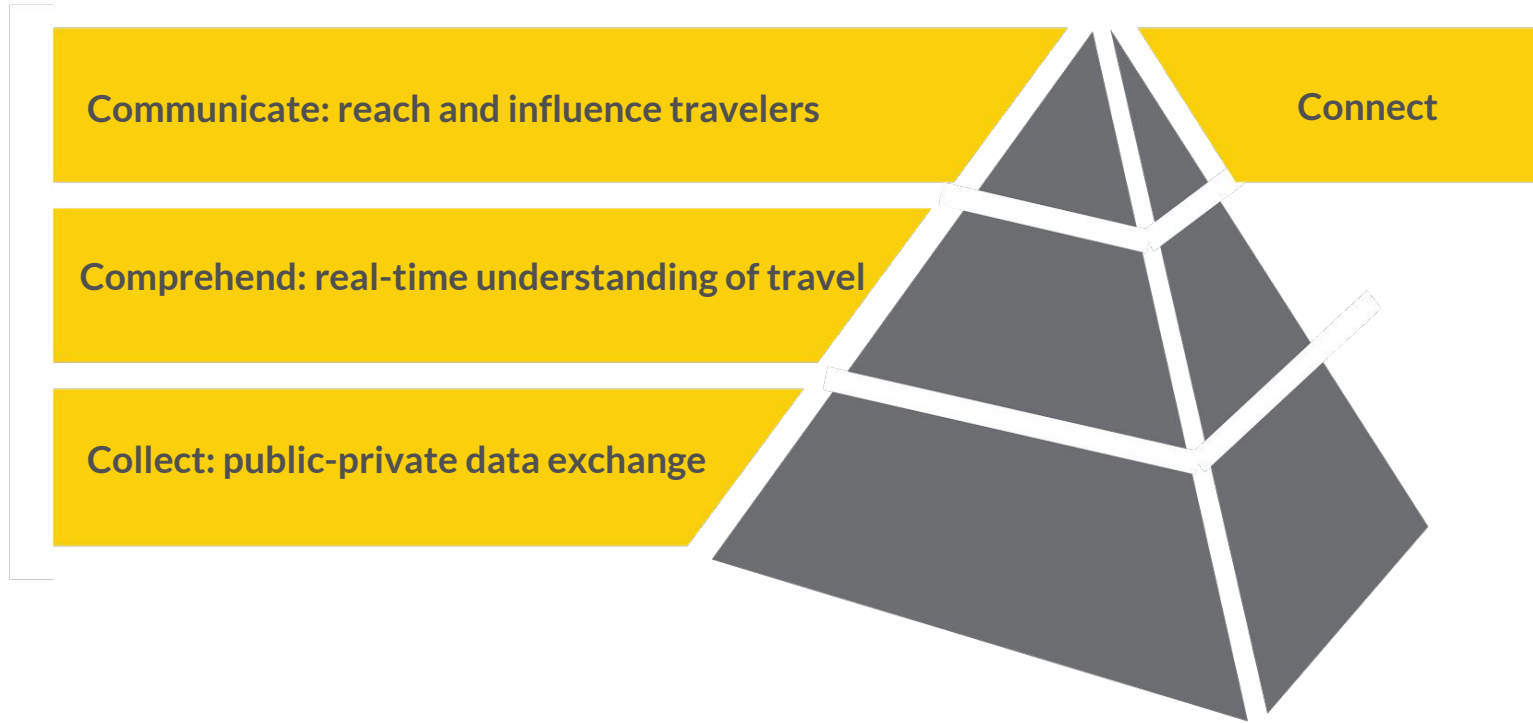 Communicate: reach and influence travelers
Connect
Comprehend: real-time understanding of travel
Collect: public-private data exchange